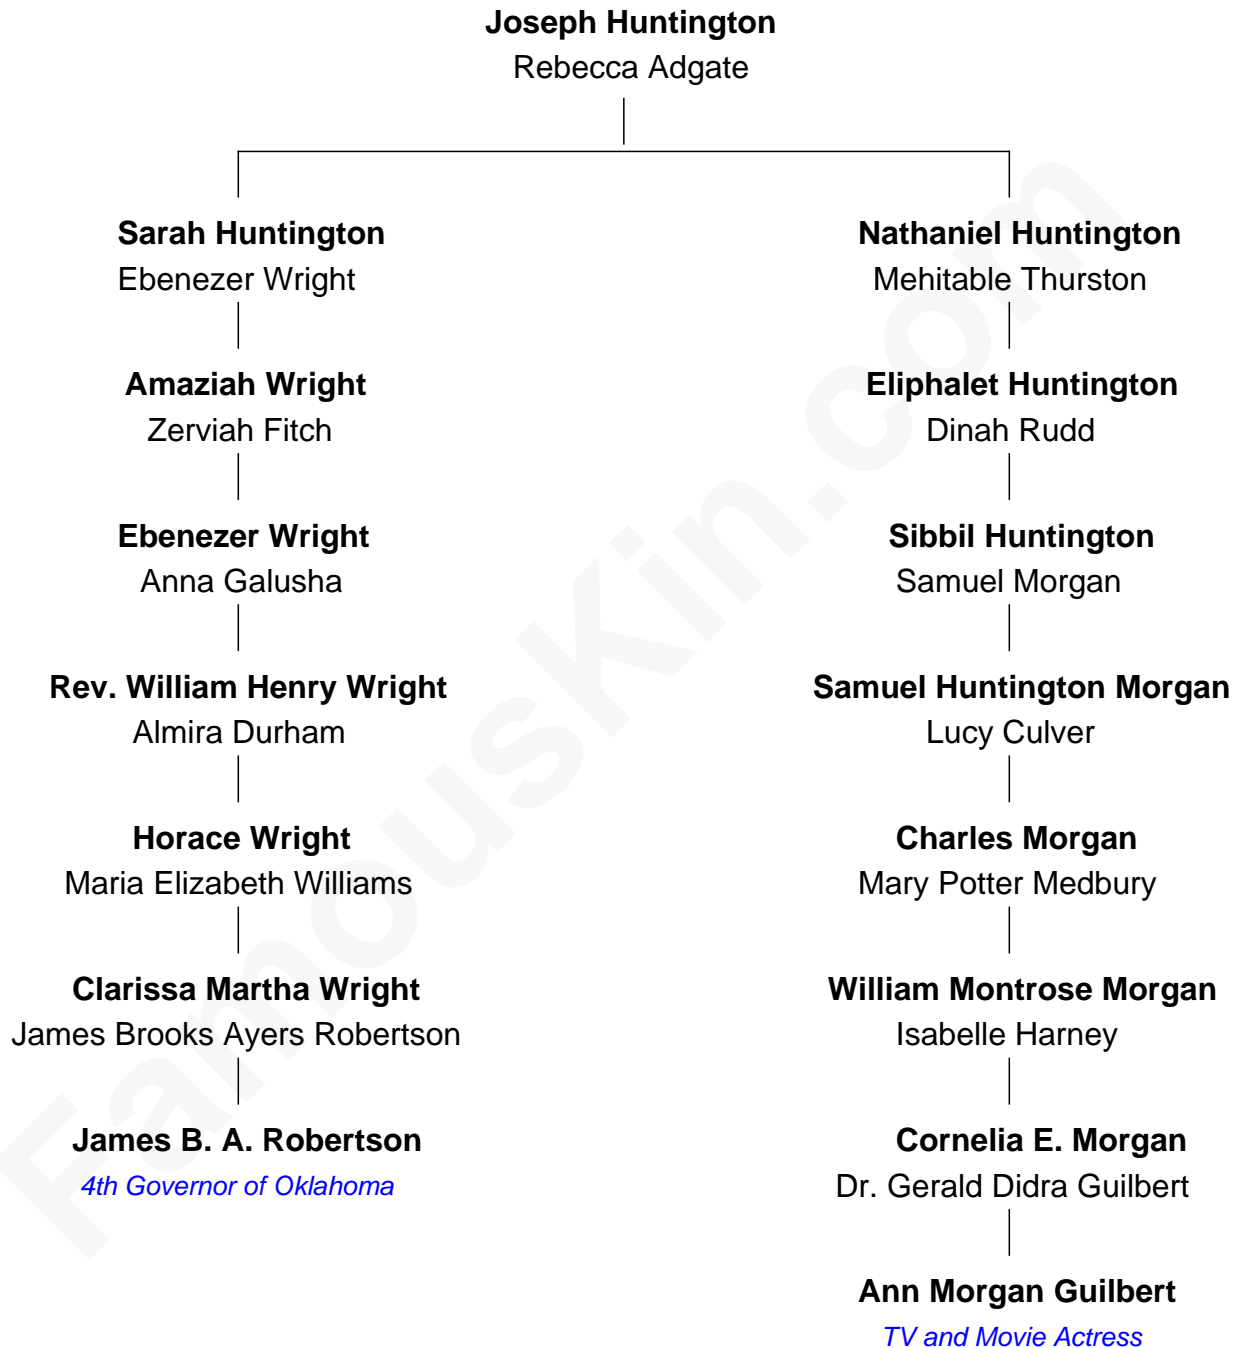 Joseph Huntington
Rebecca Adgate
Sarah Huntington
Ebenezer Wright
Amaziah Wright
Zerviah Fitch
Ebenezer Wright
Anna Galusha
Rev. William Henry Wright
Almira Durham
Horace Wright
Maria Elizabeth Williams
Clarissa Martha Wright
James Brooks Ayers Robertson
James B. A. Robertson
4th Governor of Oklahoma
Nathaniel Huntington
Mehitable Thurston
Eliphalet Huntington
Dinah Rudd
Sibbil Huntington
Samuel Morgan
Samuel Huntington Morgan
Lucy Culver
Charles Morgan
Mary Potter Medbury
William Montrose Morgan
Isabelle Harney
Cornelia E. Morgan
Dr. Gerald Didra Guilbert
Ann Morgan Guilbert
TV and Movie Actress
FamousKin.com